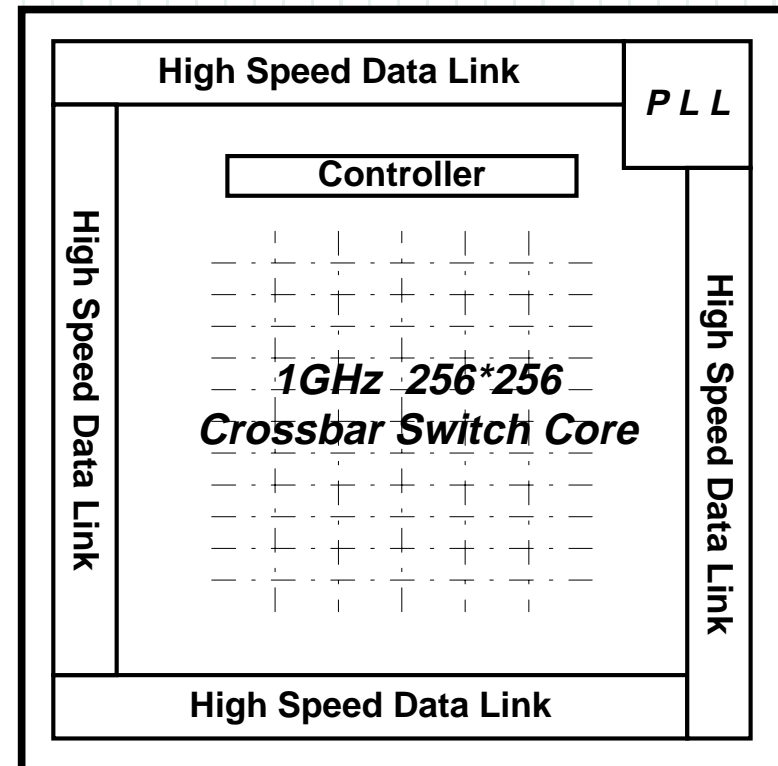 High Speed Data Link
P L L
Controller
High Speed Data Link
High Speed Data Link
1GHz 256*256
Crossbar Switch Core
High Speed Data Link